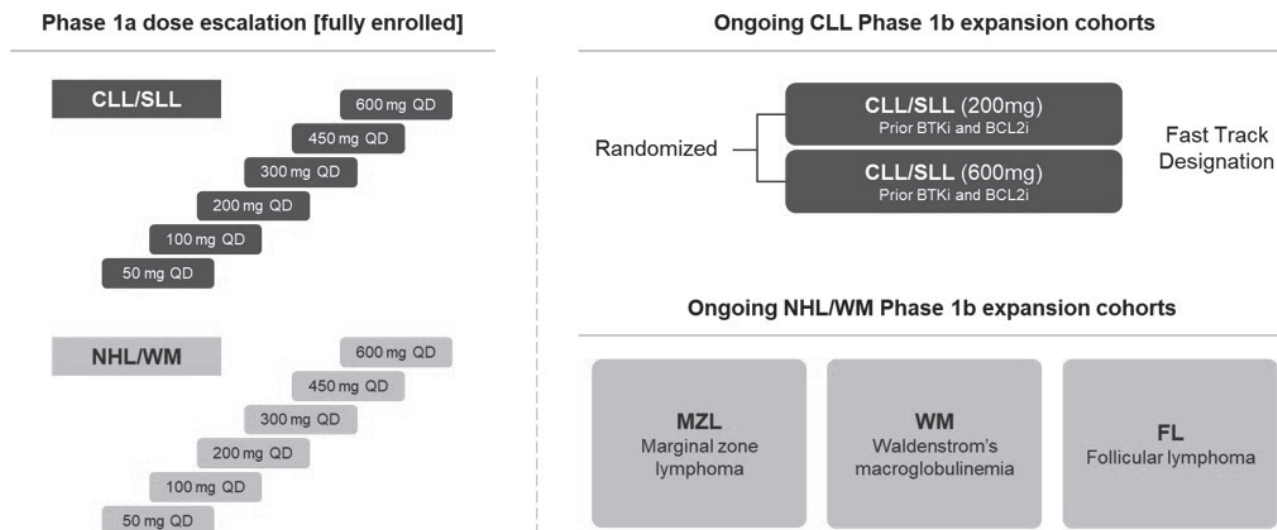 Phase 1a dose escalation [fully enrolled]
CLL/SLL
600 mg QD
450 mg QD
300 mg QD
200 mg QD
100 mg QD
50 mg QD
NHL/WM
600 mg QD
450 mg QD
300 mg QD
200 mg QD
100 mg QD
50 mg QD
Ongoing CLL Phase 1b expansion cohorts
Randomized
CLL/SLL (200mg)
Prior BTKi and BCL2i
CLL/SLL (600mg)
Prior BTKi and BCL2i
Fast Track
Designation
Ongoing NHL/WM Phase 1b expansion cohorts
MZL
Marginal zone
lymphoma
WM
Waldenstrom's
macroglobulinemia
FL
Follicular lymphoma